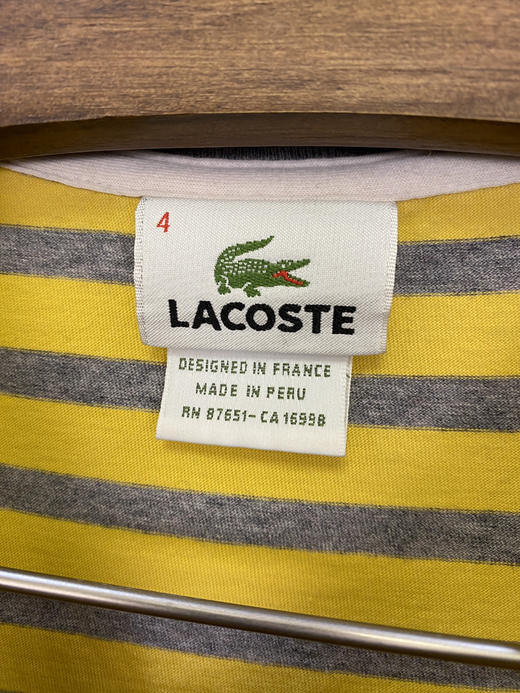 4
LACOSTE
DESIGNED IN FRANCE
MADE IN PERU
RN 87651-CA 16998